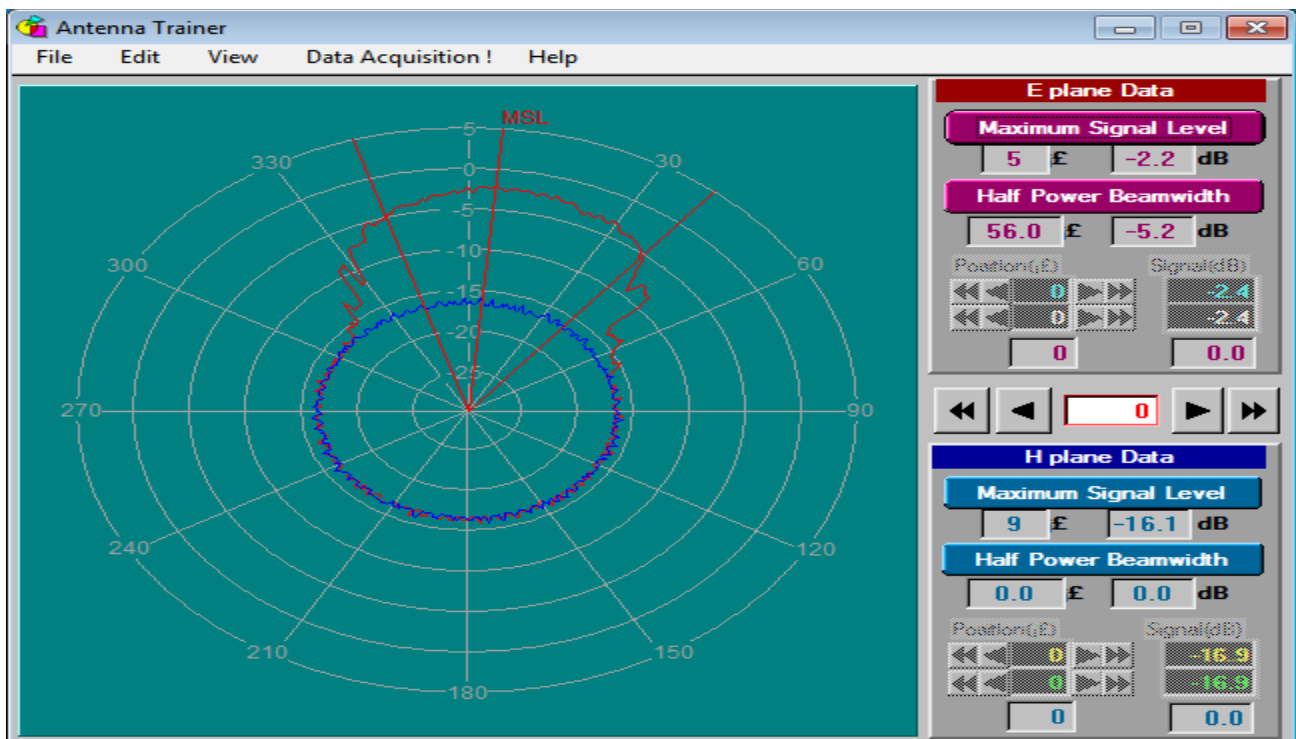 Antenna Trainer
File Edit View Data Acquisition ! Help
MSL
5
0
-5
-10
-15
-20
-25
330
30
300
60
270
90
240
120
210
150
180
E plane Data
Maximum Signal Level
5 £ -2.2 dB
Half Power Beamwidth
56.0 £ -5.2 dB
Position(¡£) Signal(dB)
0 -2.4
0 -2.4
0 0.0
0
H plane Data
Maximum Signal Level
9 £ -16.1 dB
Half Power Beamwidth
0.0 £ 0.0 dB
Position(¡£) Signal(dB)
0 -16.9
0 -16.9
0 0.0